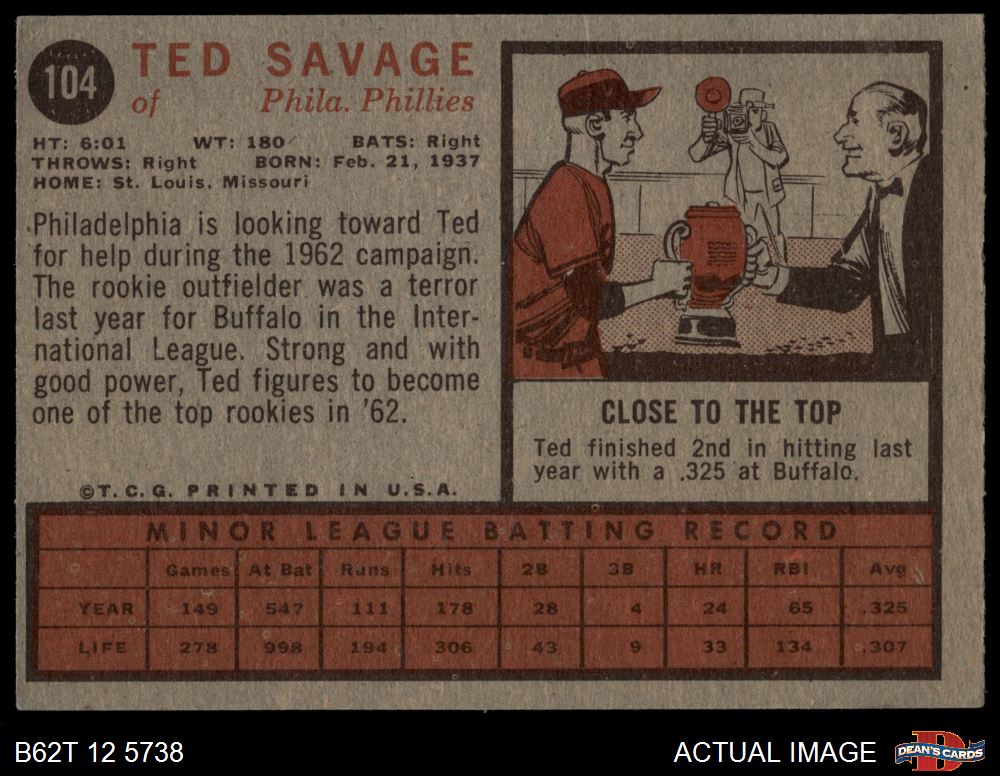 104
TED SAVAGE
of Phila. Phillies
HT: 6:01 WT: 180 BATS: Right
THROWS: Right BORN: Feb. 21, 1937
HOME: St. Louis, Missouri
Philadelphia is looking toward Ted
for help during the 1962 campaign.
The rookie outfielder was a terror
last year for Buffalo in the Inter-
national League. Strong and with
good power, Ted figures to become
one of the top rookies in '62.
©T.C.G. PRINTED IN U.S.A.
CLOSE TO THE TOP
Ted finished 2nd in hitting last
year with a .325 at Buffalo.
MINOR LEAGUE BATTING RECORD
Games At Bat Runs Hits 2B 3B HR RBI Avg
YEAR 149 547 111 178 28 4 24 65 .325
LIFE 278 998 194 306 43 9 33 134 .307
B62T 12 5738
ACTUAL IMAGE
DEAN'S CARDS